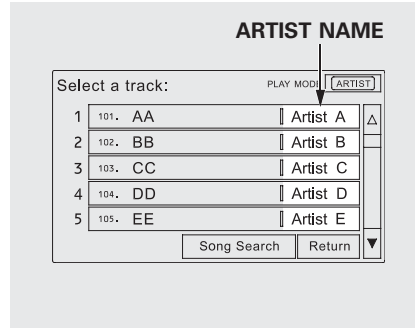 ARTIST NAME
Select a track: PLAY MODE ARTIST
1 101. AA Artist A
2 102. BB Artist B
3 103. CC Artist C
4 104. DD Artist D
5 105. EE Artist E
Song Search Return